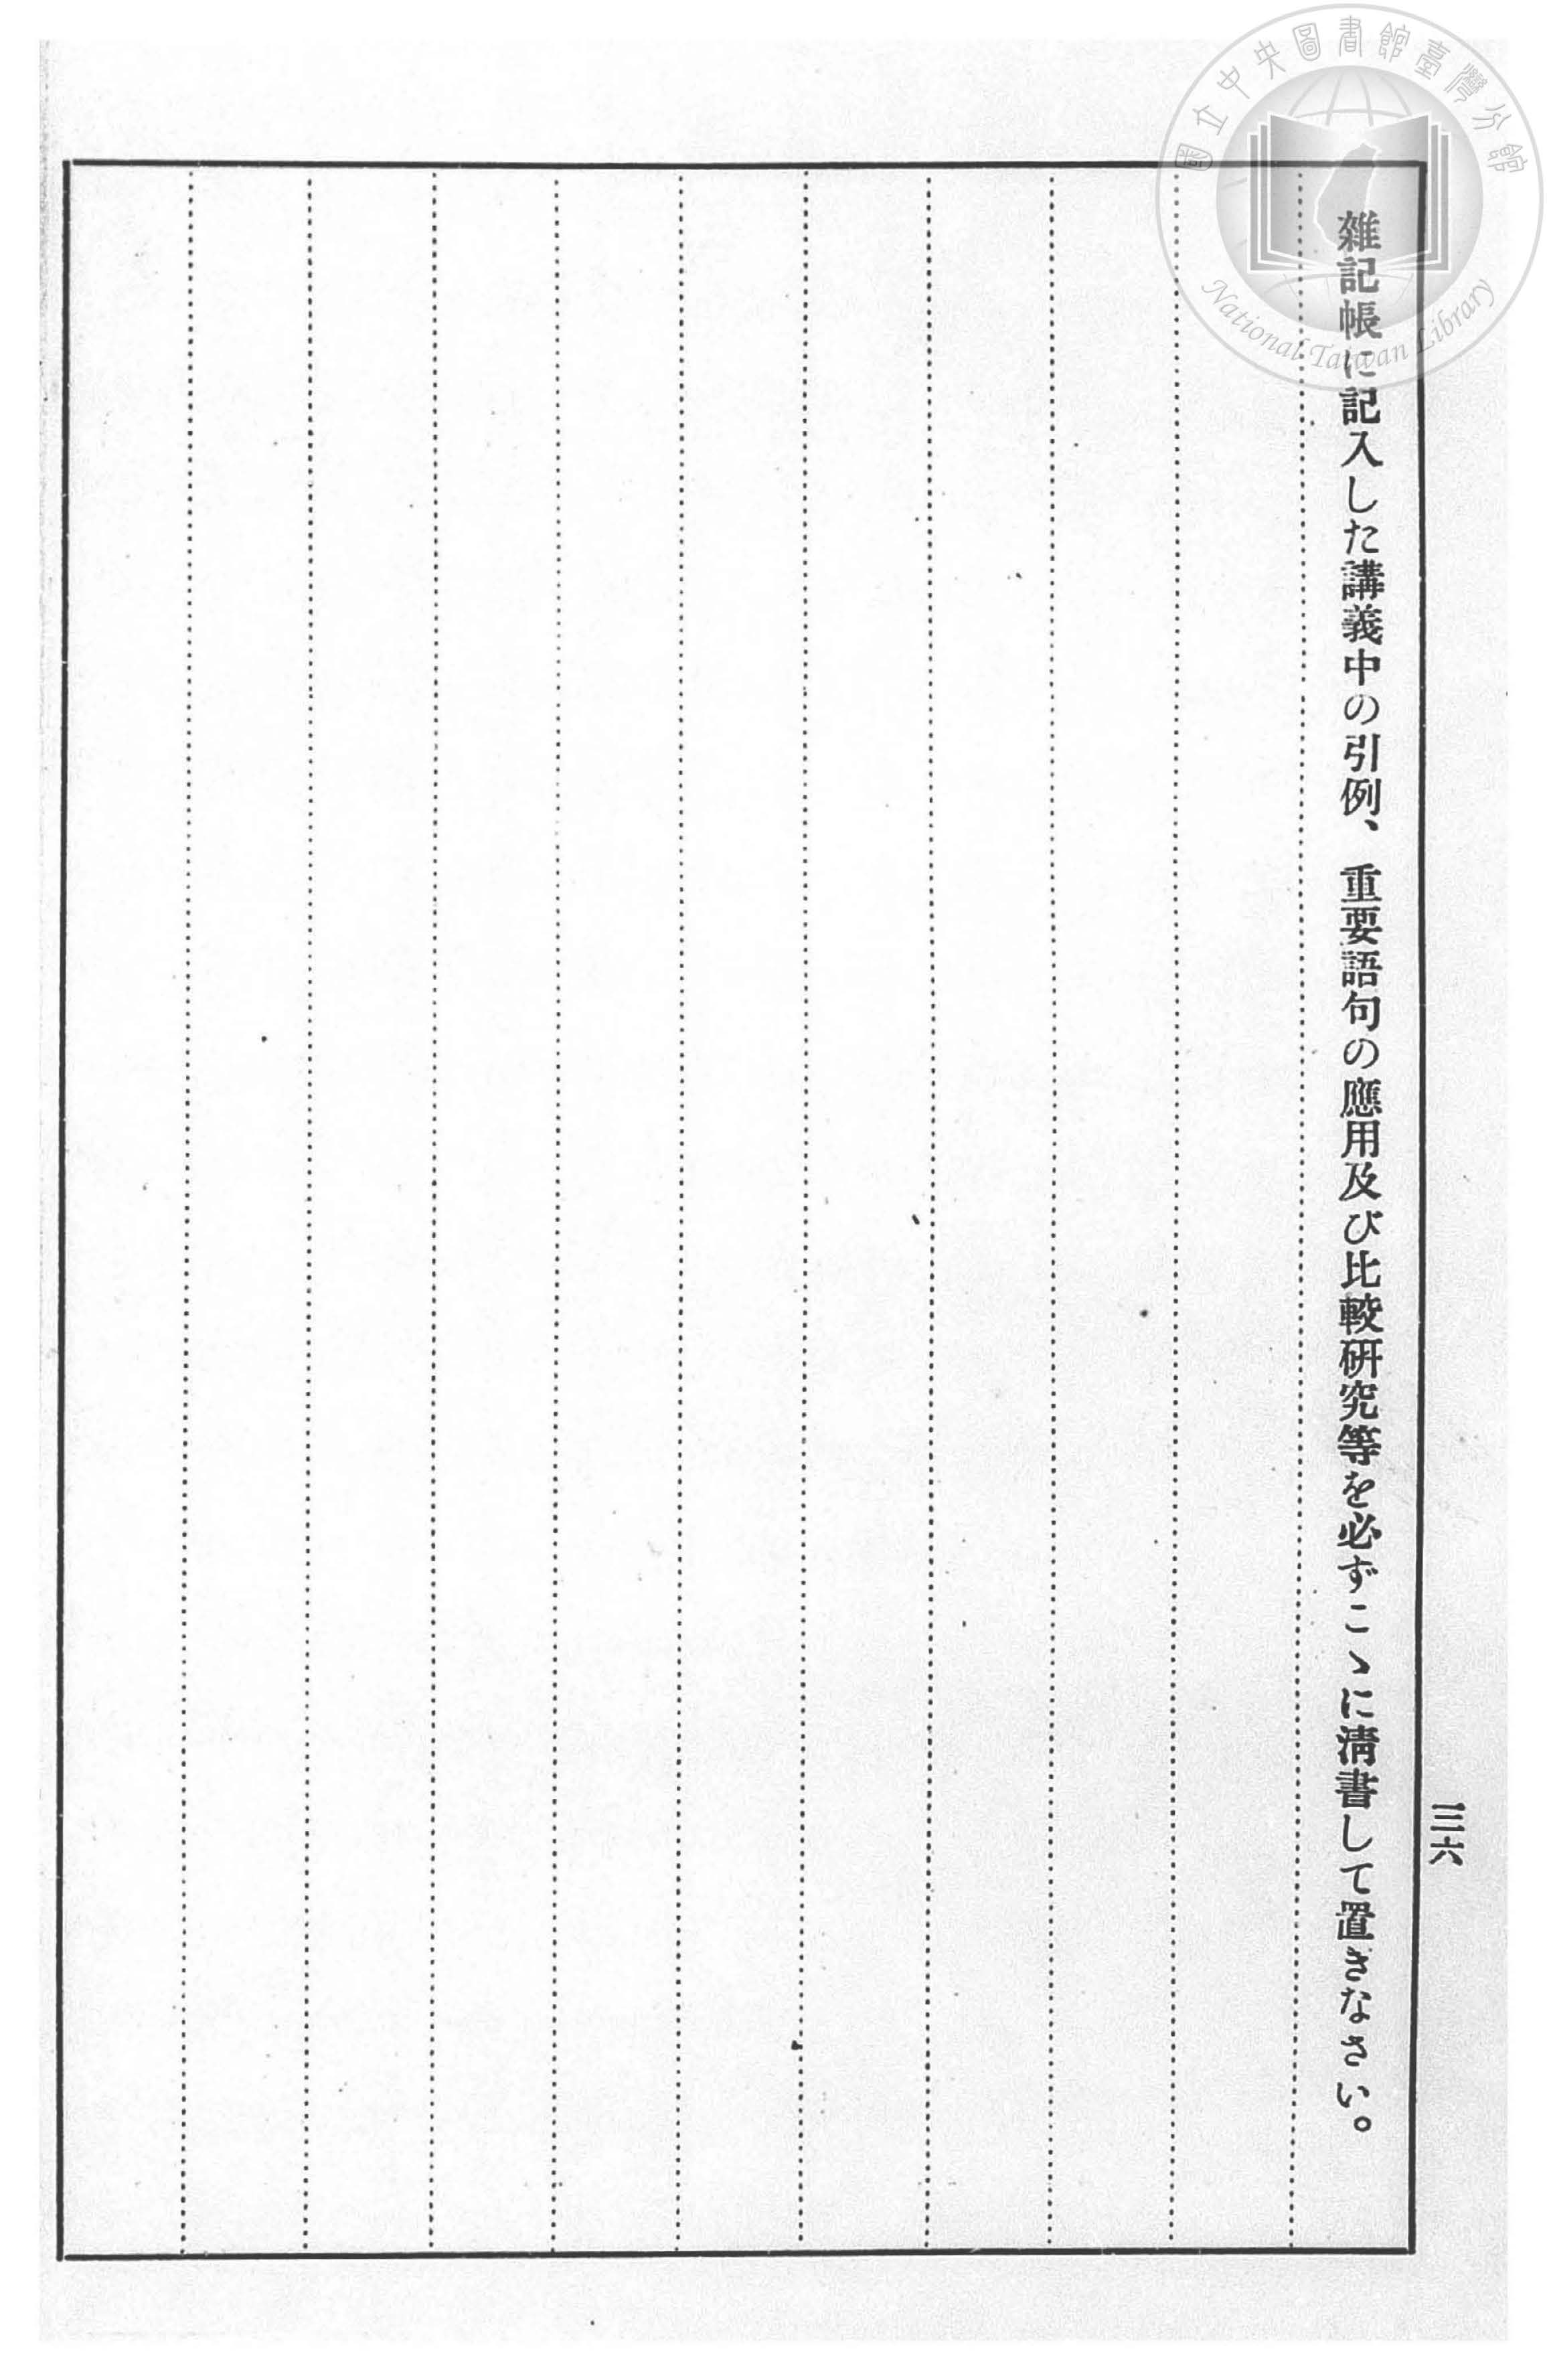 雑記帳に記入した講義中の引例、重要語句の應用及び比較研究等を必ずこゝに淸書して置きなさい。
三六
國立中央圖書館臺灣分館
National Taiwan Library